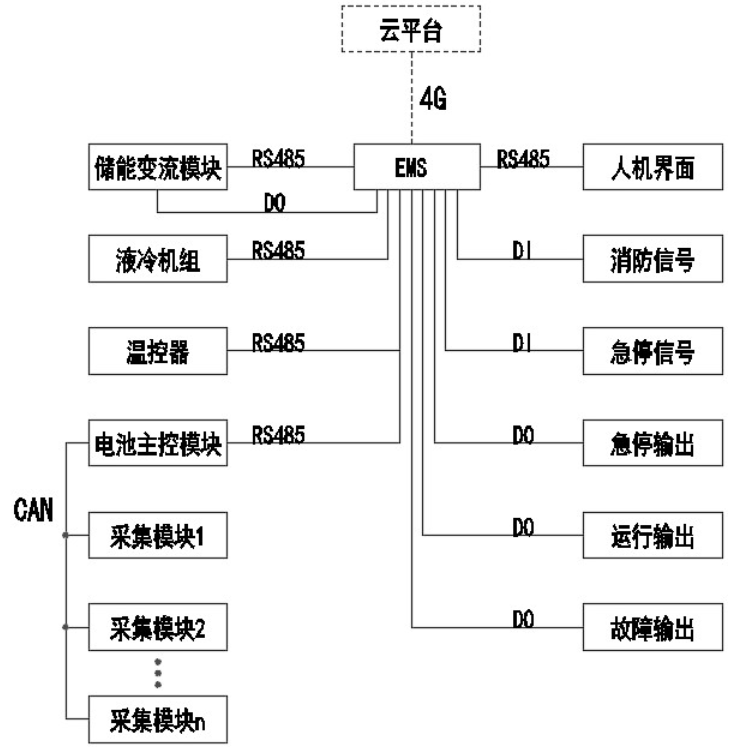 云平台
4G
储能变流模块
RS485
EMS
RS485
人机界面
DO
液冷机组
RS485
DI
消防信号
温控器
RS485
DI
急停信号
电池主控模块
RS485
DO
急停输出
CAN
采集模块1
DO
运行输出
采集模块2
DO
故障输出
采集模块n